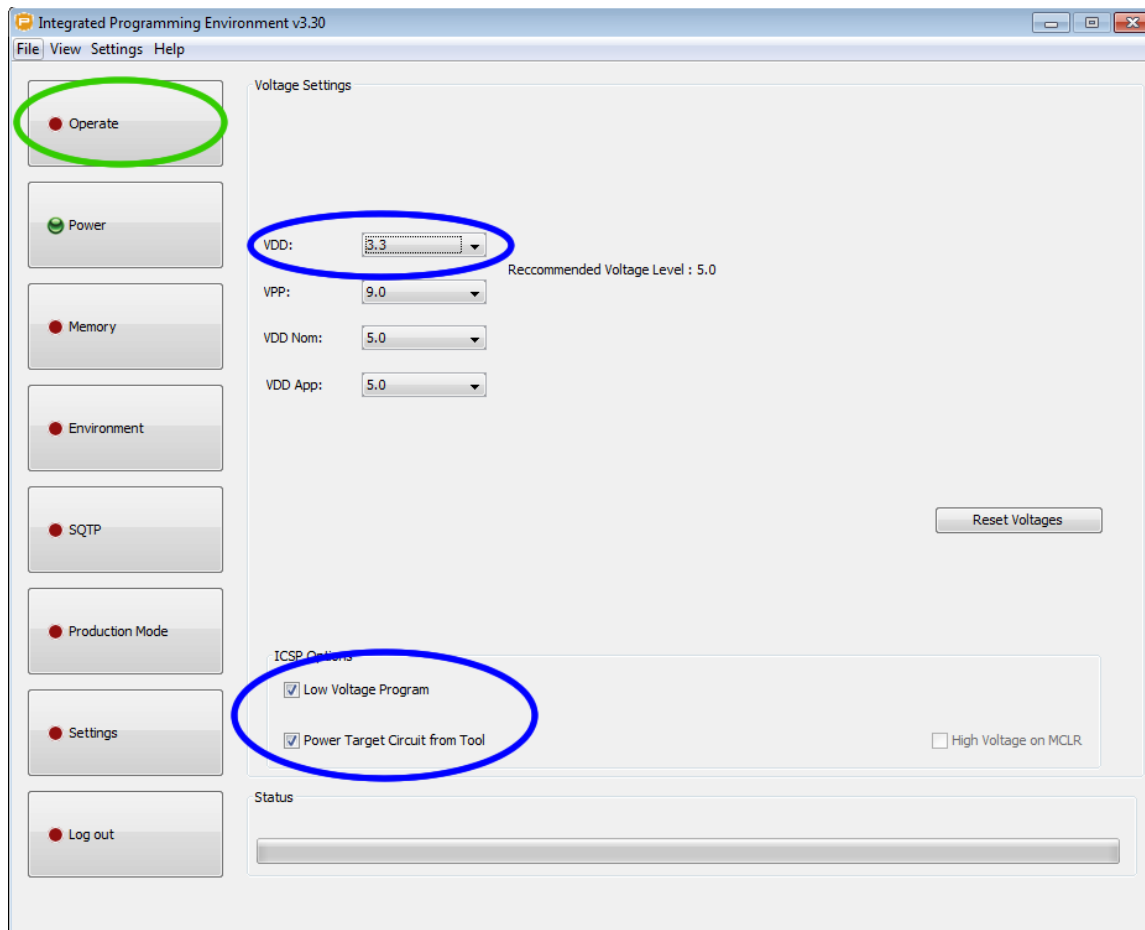 Integrated Programming Environment v3.30
File View Settings Help
Operate
Power
Memory
Environment
SQTP
Production Mode
Settings
Log out
Voltage Settings
VDD: 3.3
Reccommended Voltage Level : 5.0
VPP: 9.0
VDD Nom: 5.0
VDD App: 5.0
Reset Voltages
ICSP Options
Low Voltage Program
Power Target Circuit from Tool
High Voltage on MCLR
Status